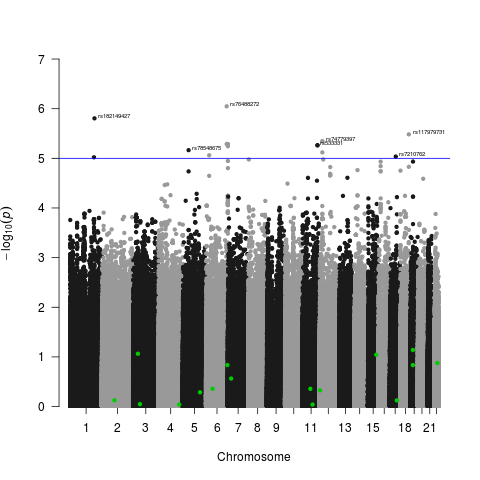 7
6
5
4
3
2
1
0
−log10(p)
rs182149427
rs76488272
rs117979731
rs74779397
rs78548675
rs7210762
1 2 3 4 5 6 7 8 9 11 13 15 18 21
Chromosome